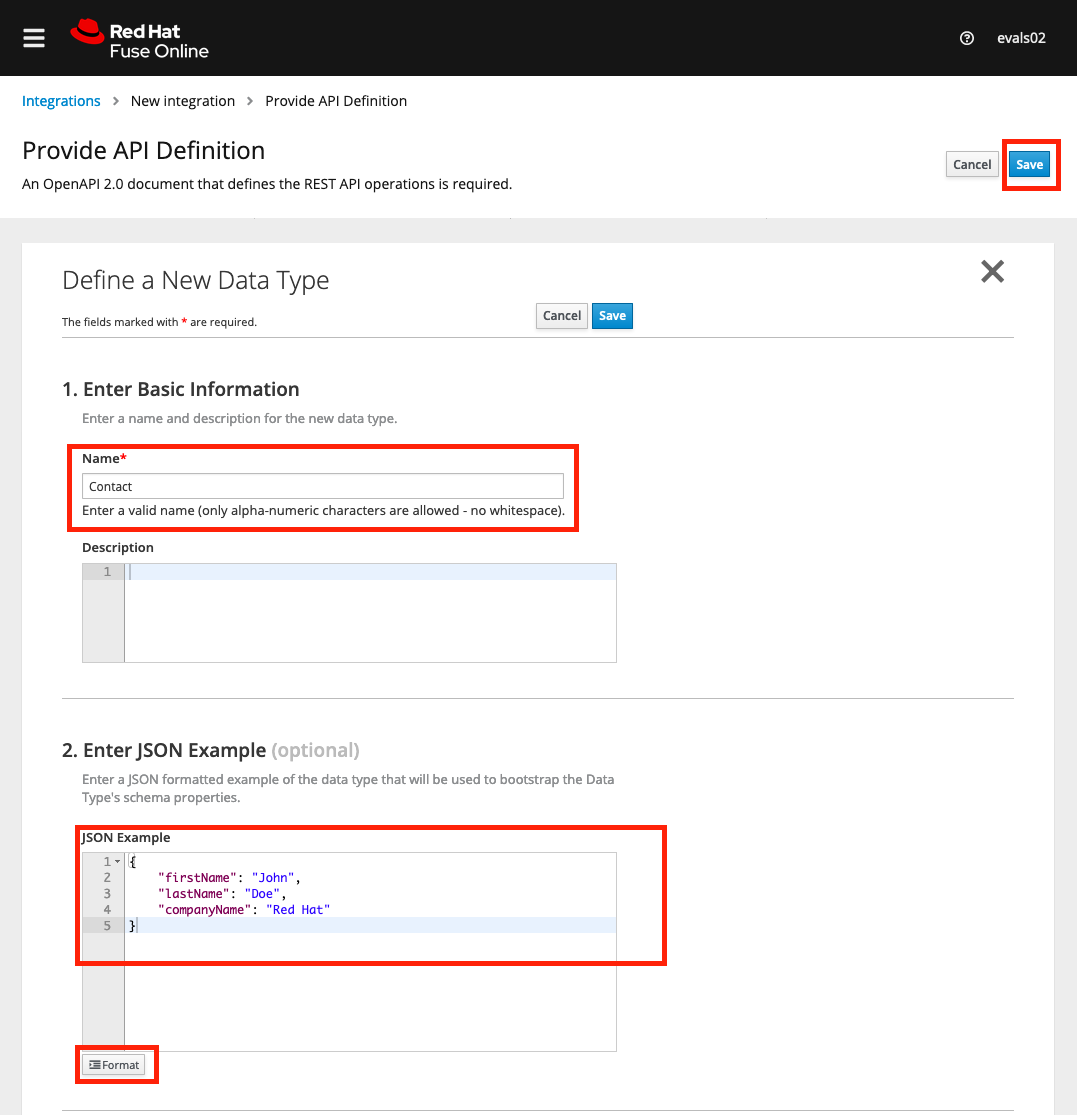 Red Hat
Fuse Online
evals02
Integrations > New integration > Provide API Definition
Provide API Definition
An OpenAPI 2.0 document that defines the REST API operations is required.
Cancel Save
Define a New Data Type
The fields marked with * are required.
Cancel Save
1. Enter Basic Information
Enter a name and description for the new data type.
Name*
Contact
Enter a valid name (only alpha-numeric characters are allowed - no whitespace).
Description
1
2. Enter JSON Example (optional)
Enter a JSON formatted example of the data type that will be used to bootstrap the Data
Type's schema properties.
JSON Example
1 {
2 "firstName": "John",
3 "lastName": "Doe",
4 "companyName": "Red Hat"
5 }
Format